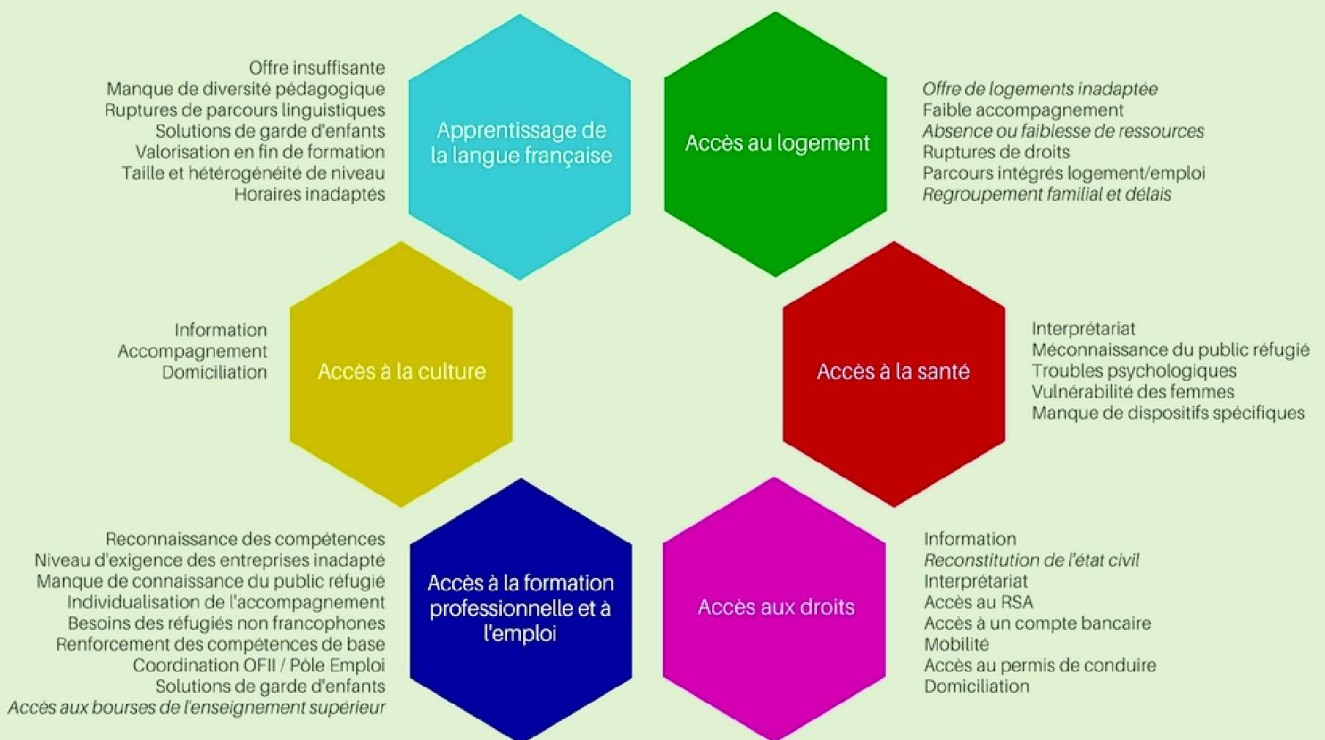 Offre insuffisante
Manque de diversité pédagogique
Ruptures de parcours linguistiques
Solutions de garde d'enfants
Valorisation en fin de formation
Taille et hétérogénéité de niveau
Horaires inadaptés
Apprentissage de
la langue française
Accès au logement
Offre de logements inadaptée
Faible accompagnement
Absence ou faiblesse de ressources
Ruptures de droits
Parcours intégrés logement/emploi
Regroupement familial et délais
Information
Accompagnement
Domiciliation
Accès à la culture
Accès à la santé
Interprétariat
Méconnaissance du public réfugié
Troubles psychologiques
Vulnérabilité des femmes
Manque de dispositifs spécifiques
Reconnaissance des compétences
Niveau d'exigence des entreprises inadapté
Manque de connaissance du public réfugié
Individualisation de l'accompagnement
Besoins des réfugiés non francophones
Renforcement des compétences de base
Coordination OFII / Pôle Emploi
Solutions de garde d'enfants
Accès aux bourses de l'enseignement supérieur
Accès à la formation
professionnelle et à
l'emploi
Accès aux droits
Information
Reconstitution de l'état civil
Interprétariat
Accès au RSA
Accès à un compte bancaire
Mobilité
Accès au permis de conduire
Domiciliation